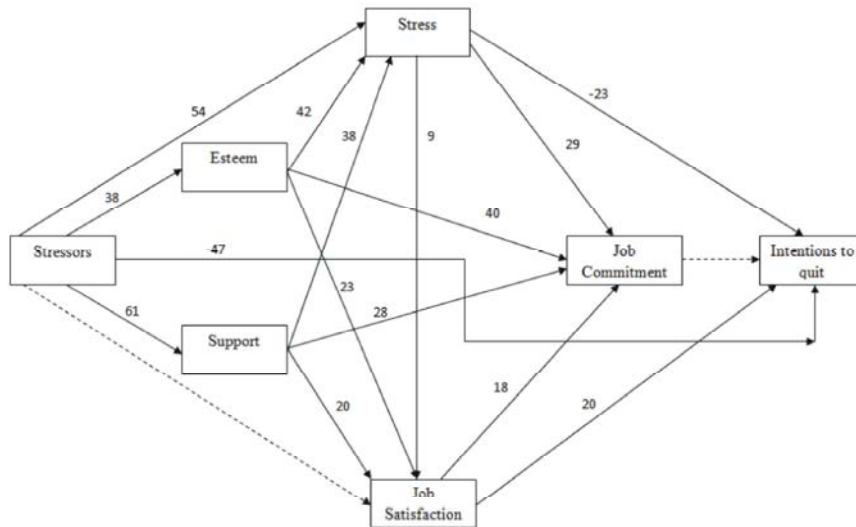 Stress
-23
54
42
38
9
Esteem
29
38
40
Stressors
-47
Job
Commitment
Intentions to
quit
61
23
28
Support
18
20
20
Job
Satisfaction